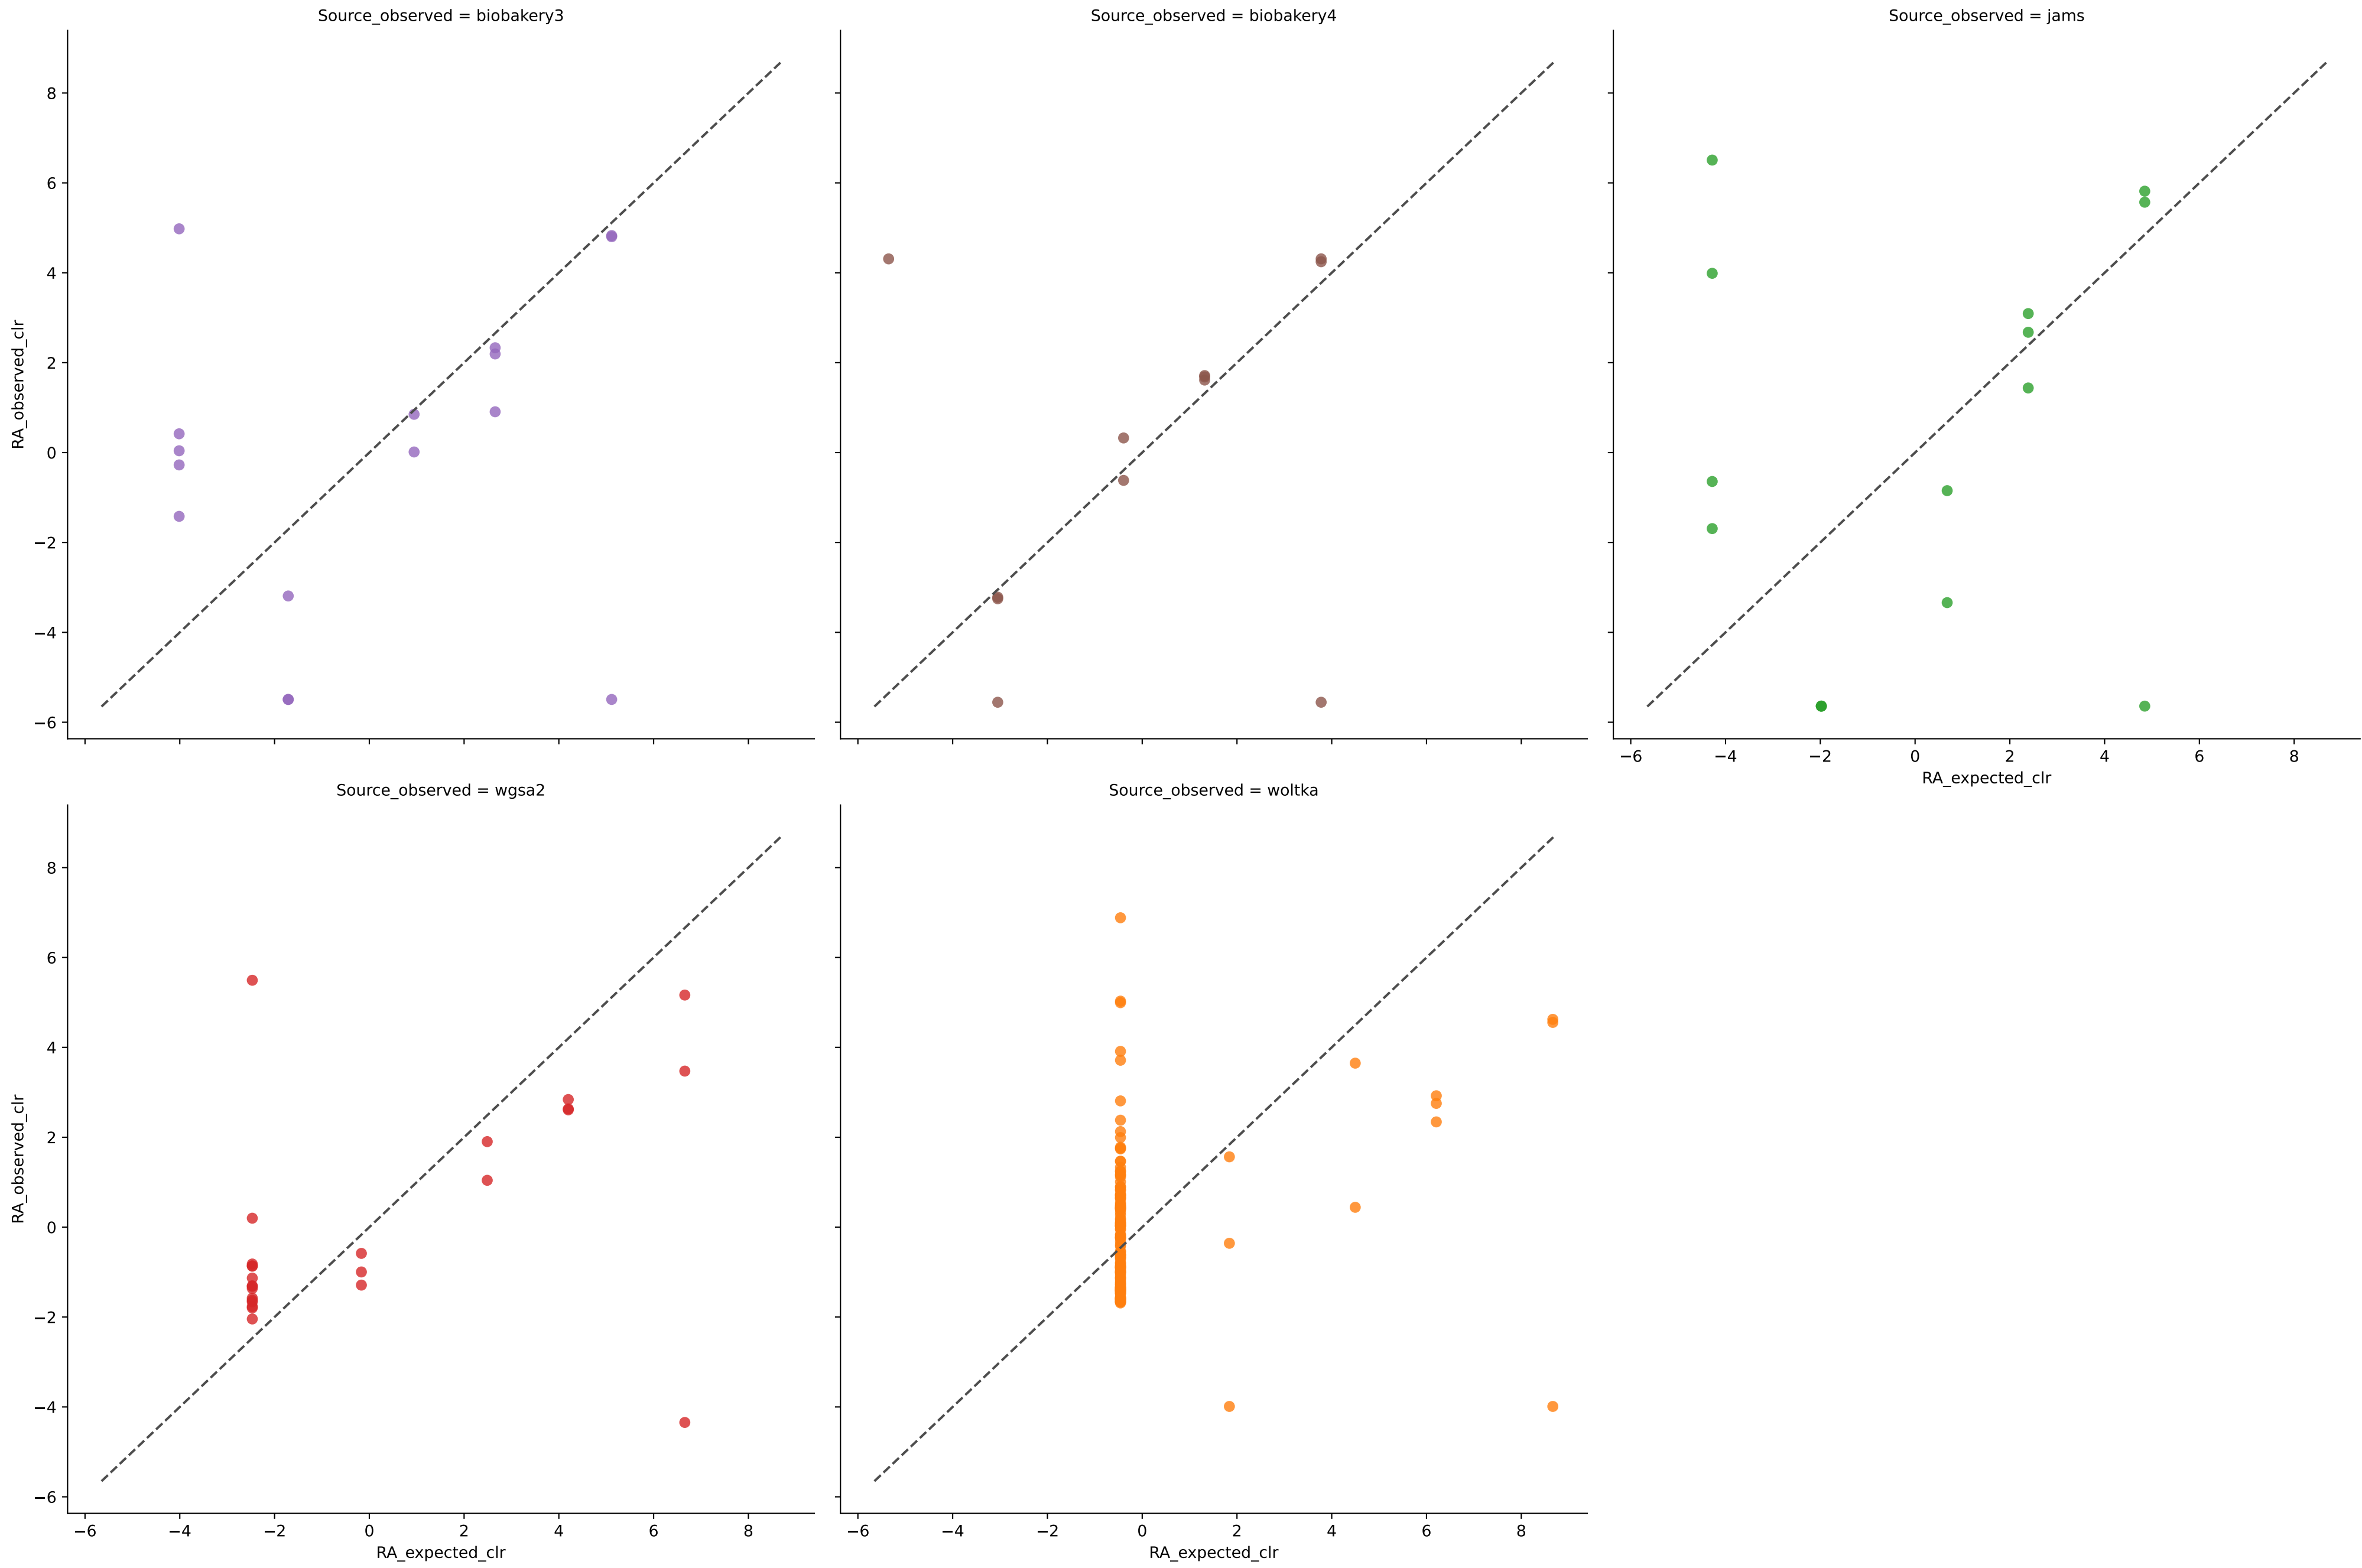 Source_observed = biobakery3
Source_observed = biobakery4
Source_observed = jams
8
6
4
2
0
−2
−4
−6
RA_observed_clr
−6 −4 −2 0 2 4 6 8
RA_expected_clr
Source_observed = wgsa2
Source_observed = woltka
8
6
4
2
0
−2
−4
−6
RA_observed_clr
−6 −4 −2 0 2 4 6 8
−6 −4 −2 0 2 4 6 8
RA_expected_clr
RA_expected_clr